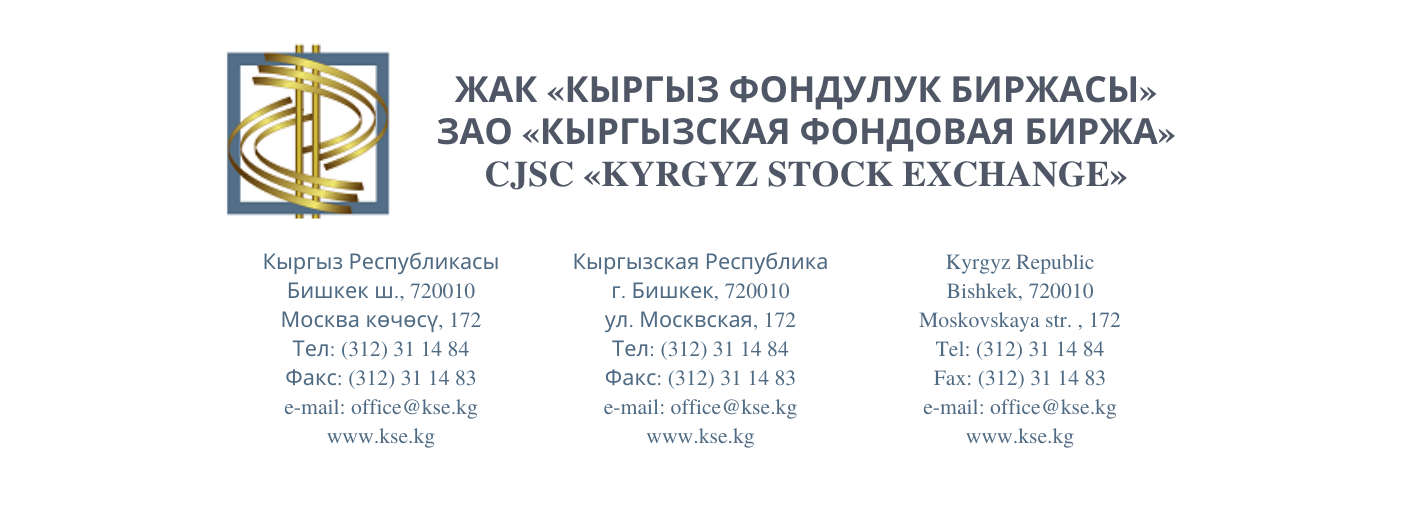 ЖАК «КЫРГЫЗ ФОНДУЛУК БИРЖАСЫ»
ЗАО «КЫРГЫЗСКАЯ ФОНДОВАЯ БИРЖА»
CJSC «KYRGYZ STOCK EXCHANGE»
Кыргыз Республикасы
Бишкек ш., 720010
Москва көчөсү, 172
Тел: (312) 31 14 84
Факс: (312) 31 14 83
e-mail: office@kse.kg
www.kse.kg
Кыргызская Республика
г. Бишкек, 720010
ул. Москвская, 172
Тел: (312) 31 14 84
Факс: (312) 31 14 83
e-mail: office@kse.kg
www.kse.kg
Kyrgyz Republic
Bishkek, 720010
Moskovskaya str. , 172
Tel: (312) 31 14 84
Fax: (312) 31 14 83
e-mail: office@kse.kg
www.kse.kg